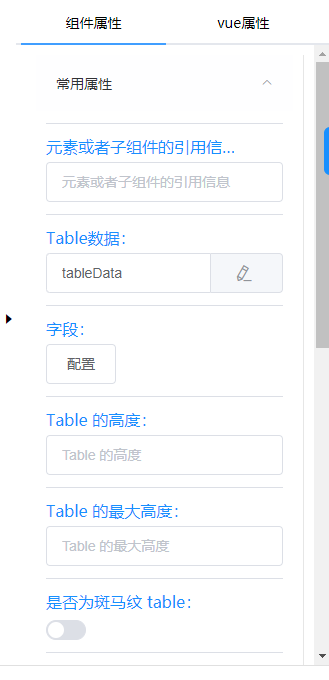 组件属性 vue属性
常用属性
元素或者子组件的引用信...
元素或者子组件的引用信息
Table数据：
tableData
字段：
配置
Table 的高度：
Table 的高度
Table 的最大高度：
Table 的最大高度
是否为斑马纹 table：